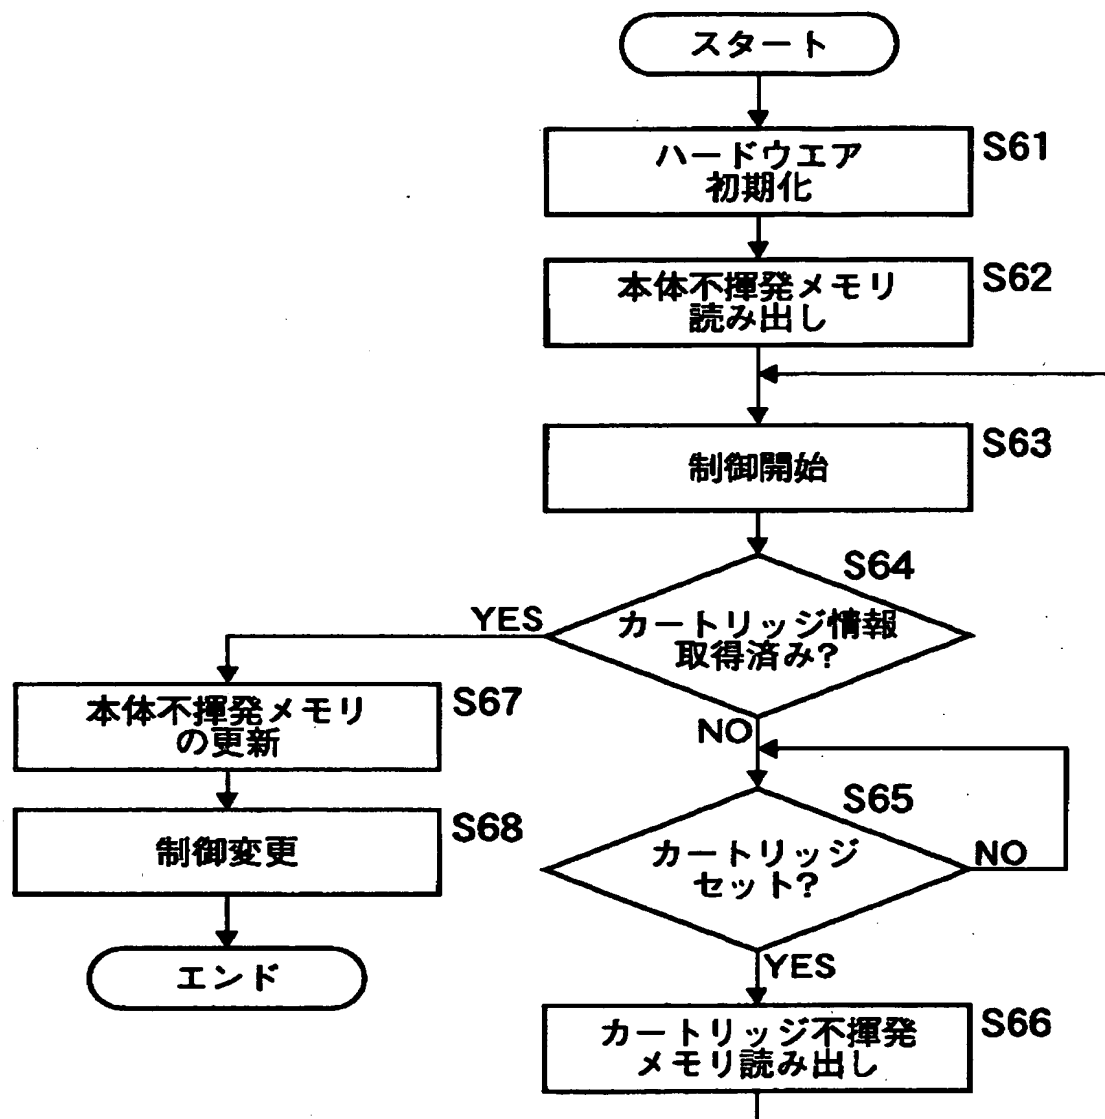 スタート
ハードウエア
初期化
S61
本体不揮発メモリ
読み出し
S62
制御開始
S63
S64
カートリッジ情報
取得済み?
YES
NO
本体不揮発メモリ
の更新
S67
制御変更
S68
エンド
S65
カートリッジ
セット?
NO
YES
カートリッジ不揮発
メモリ読み出し
S66